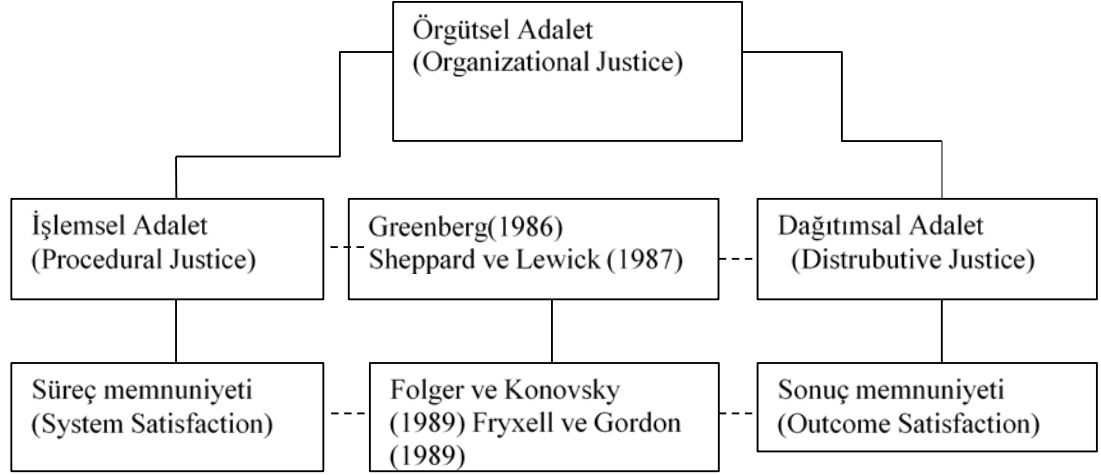 Örgütsel Adalet
(Organizational Justice)
İşlemsel Adalet
(Procedural Justice)
Greenberg(1986)
Sheppard ve Lewick (1987)
Dağıtımsal Adalet
(Distrubutive Justice)
Süreç memnuniyeti
(System Satisfaction)
Folger ve Konovsky
(1989) Fryxell ve Gordon
(1989)
Sonuç memnuniyeti
(Outcome Satisfaction)